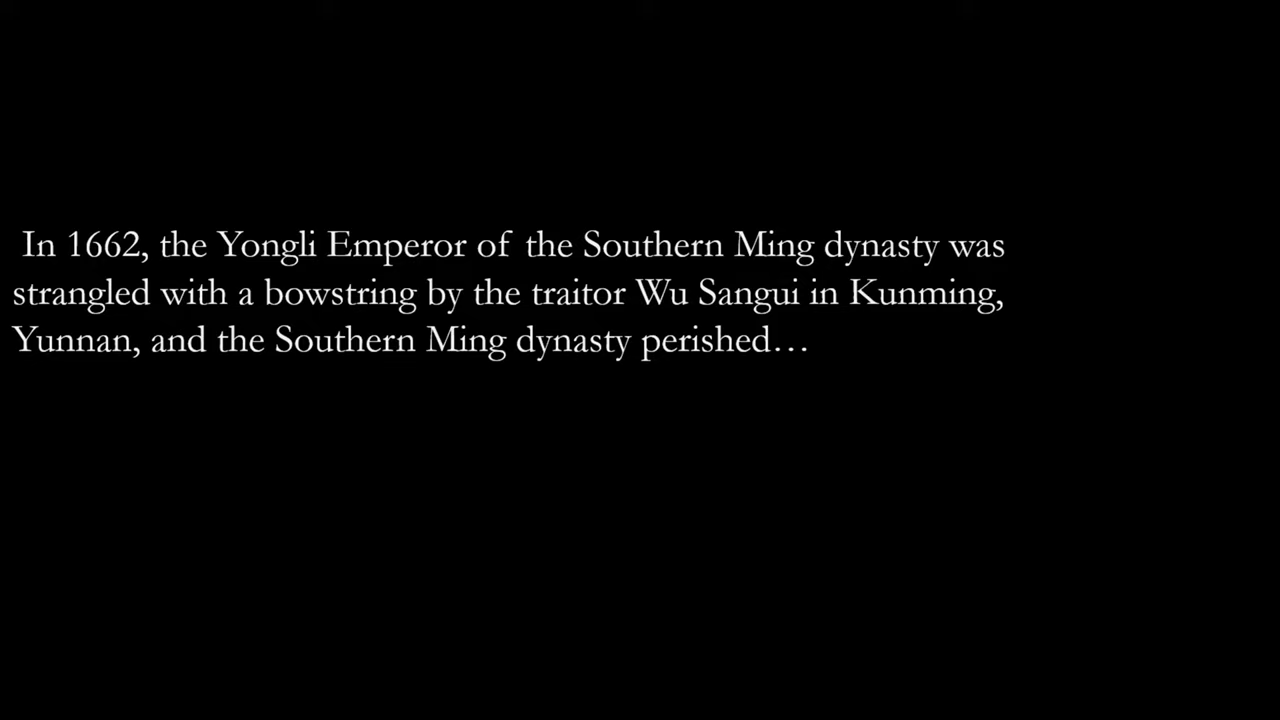 In 1662, the Yongli Emperor of the Southern Ming dynasty was
strangled with a bowstring by the traitor Wu Sangui in Kunming,
Yunnan, and the Southern Ming dynasty perished…